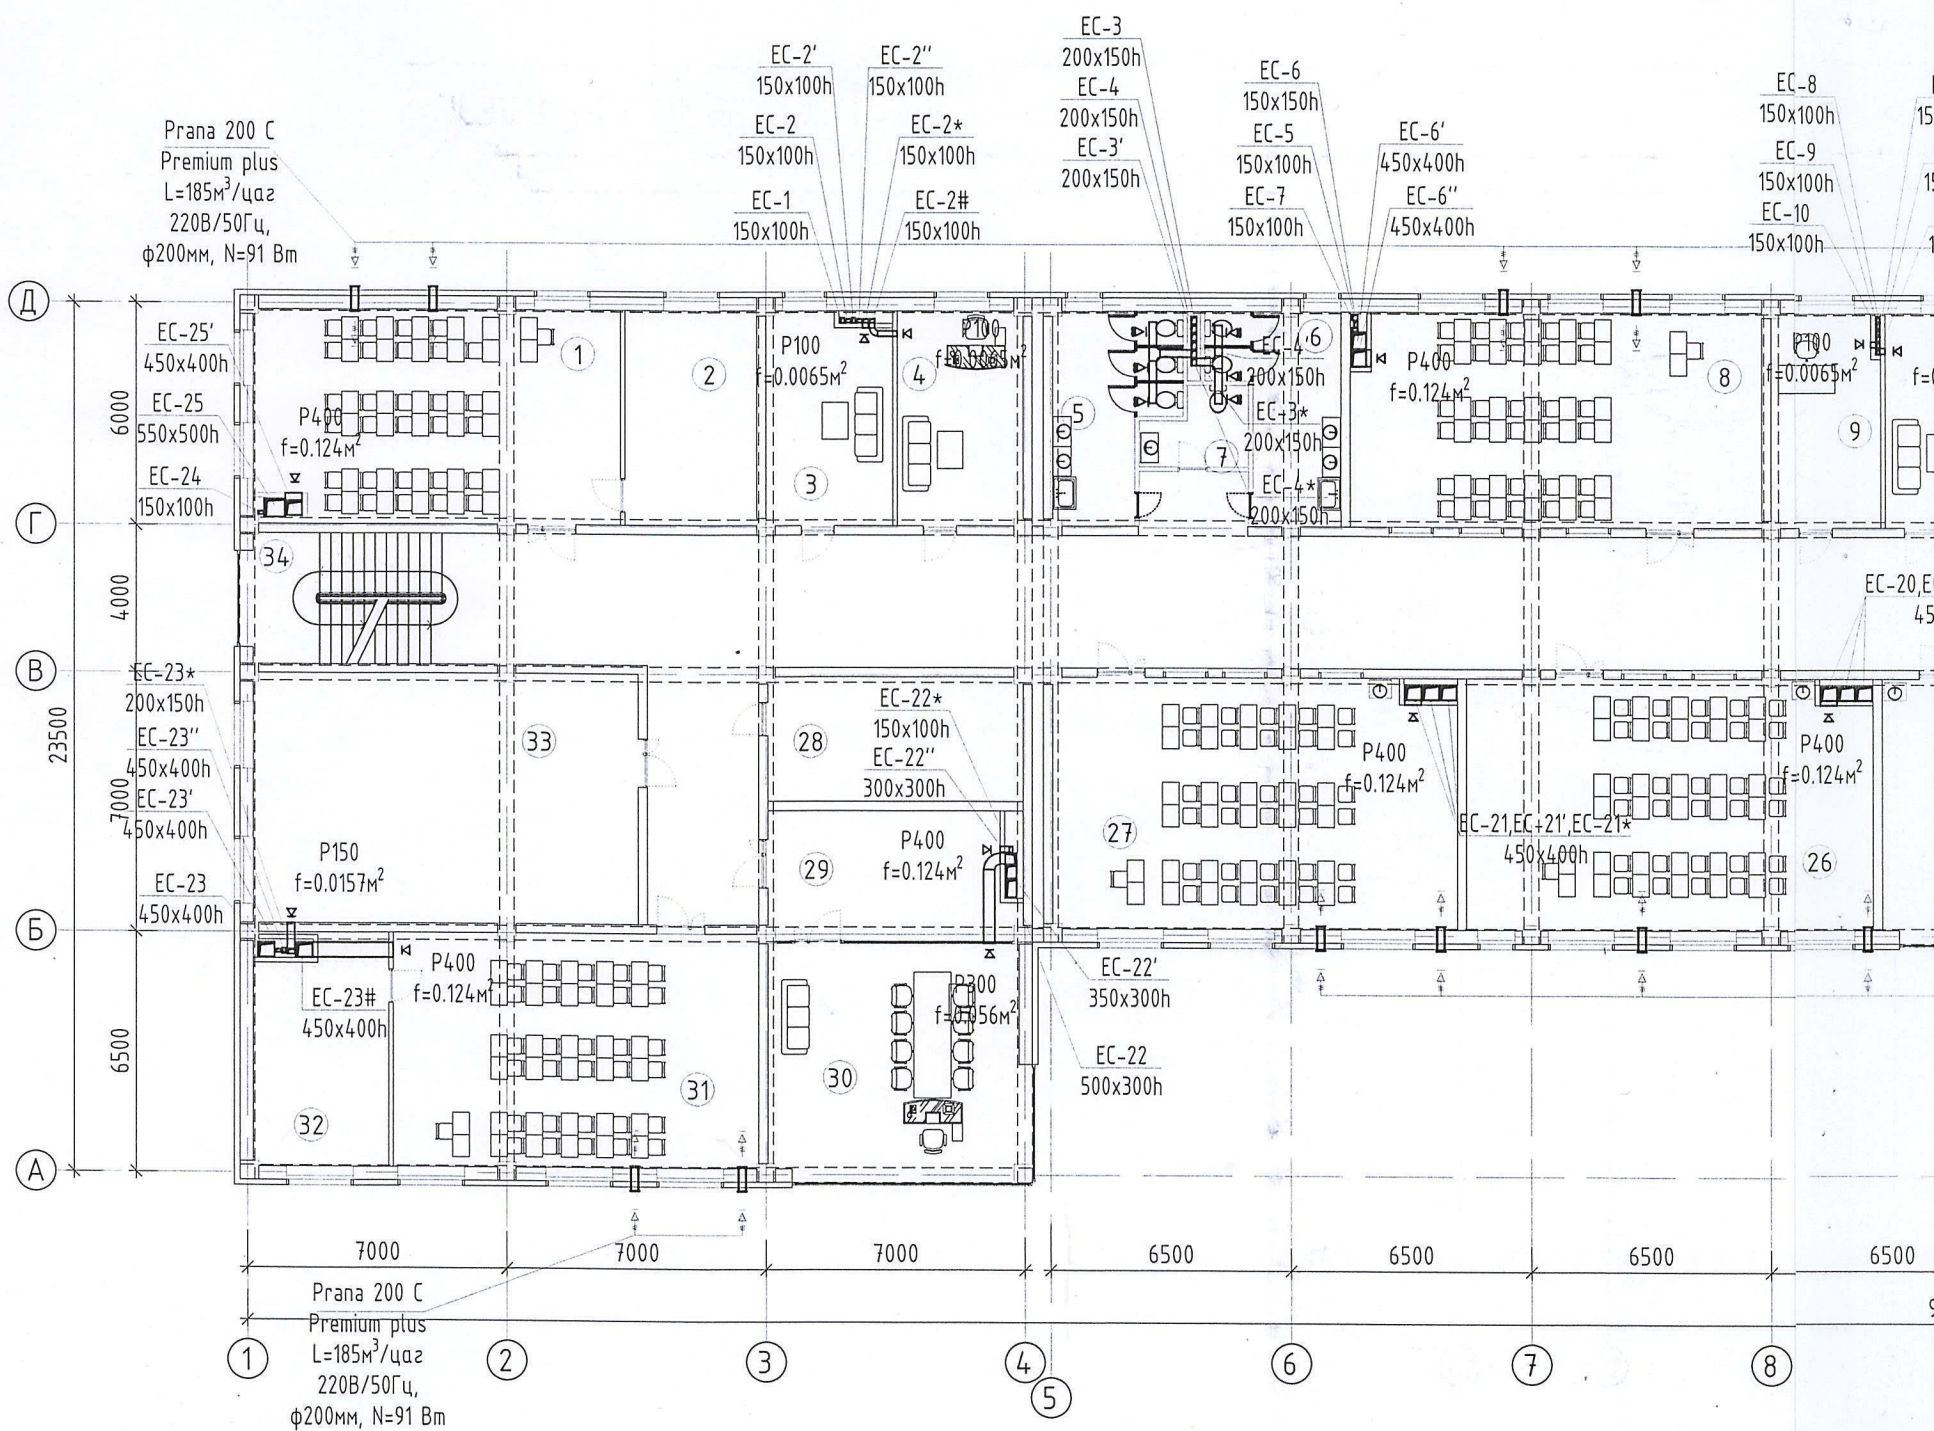 EC-3
200x150h
EC-4
200x150h
EC-3'
200x150h
EC-2'
150x100h
EC-2''
150x100h
EC-2
150x100h
EC-2*
150x100h
EC-1
150x100h
EC-2#
150x100h
EC-6
150x150h
EC-5
150x100h
EC-7
150x100h
EC-6'
450x400h
EC-6''
450x400h
EC-8
150x100h
EC-9
150x100h
EC-10
150x100h
Prana 200 C
Premium plus
L=185м³/цаг
220В/50Гц,
ф200мм, N=91 Вт
Д
EC-25'
450x400h
EC-25
550x500h
EC-24
150x100h
6000
P400
f=0.124м²
1
2
P100
f=0.0065м²
3
P100
f=0.0065м²
4
5
6
EC-4'
200x150h
EC-3*
200x150h
7
EC-4*
200x150h
P400
f=0.124м²
8
P100
f=0.0065м²
9
Г
34
4000
EC-20,
В
23500
7000
EC-23*
200x150h
EC-23''
450x400h
EC-23'
450x400h
EC-23
450x400h
33
P150
f=0.0157м²
28
EC-22*
150x100h
EC-22''
300x300h
29
P400
f=0.124м²
27
P400
f=0.124м²
EC-21,EC-21',EC-21*
450x400h
P400
f=0.124м²
26
Б
6500
EC-23#
450x400h
P400
f=0.124м²
32
31
30
P300
f=0.056м²
EC-22'
350x300h
EC-22
500x300h
А
7000
7000
7000
6500
6500
6500
6500
Prana 200 C
Premium plus
L=185м³/цаг
220В/50Гц,
ф200мм, N=91 Вт
1
2
3
4
5
6
7
8